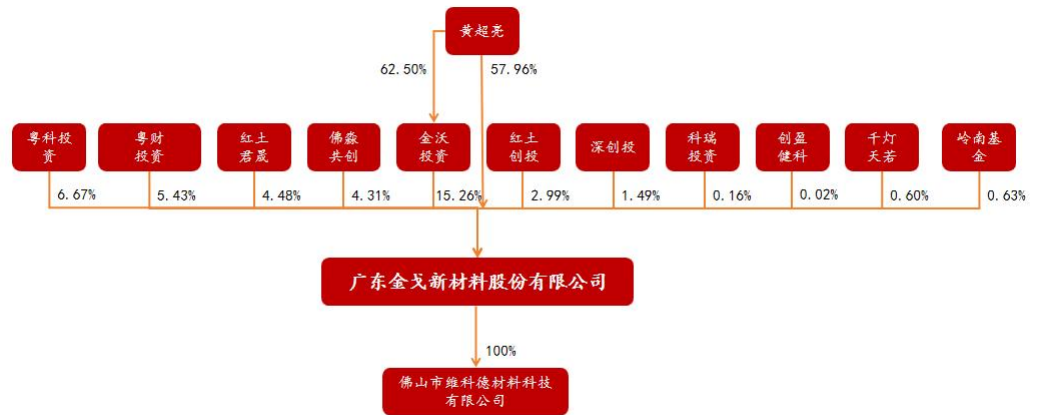 黄超亮
62.50%
57.96%
粤科投
资
粤财
投资
红土
君晟
佛淼
共创
金沃
投资
红土
创投
深创投
科瑞
投资
创盈
健科
千灯
天若
岭南基
金
6.67%
5.43%
4.48%
4.31%
15.26%
2.99%
1.49%
0.16%
0.02%
0.60%
0.63%
广东金戈新材料股份有限公司
100%
佛山市维科德材料科技
有限公司